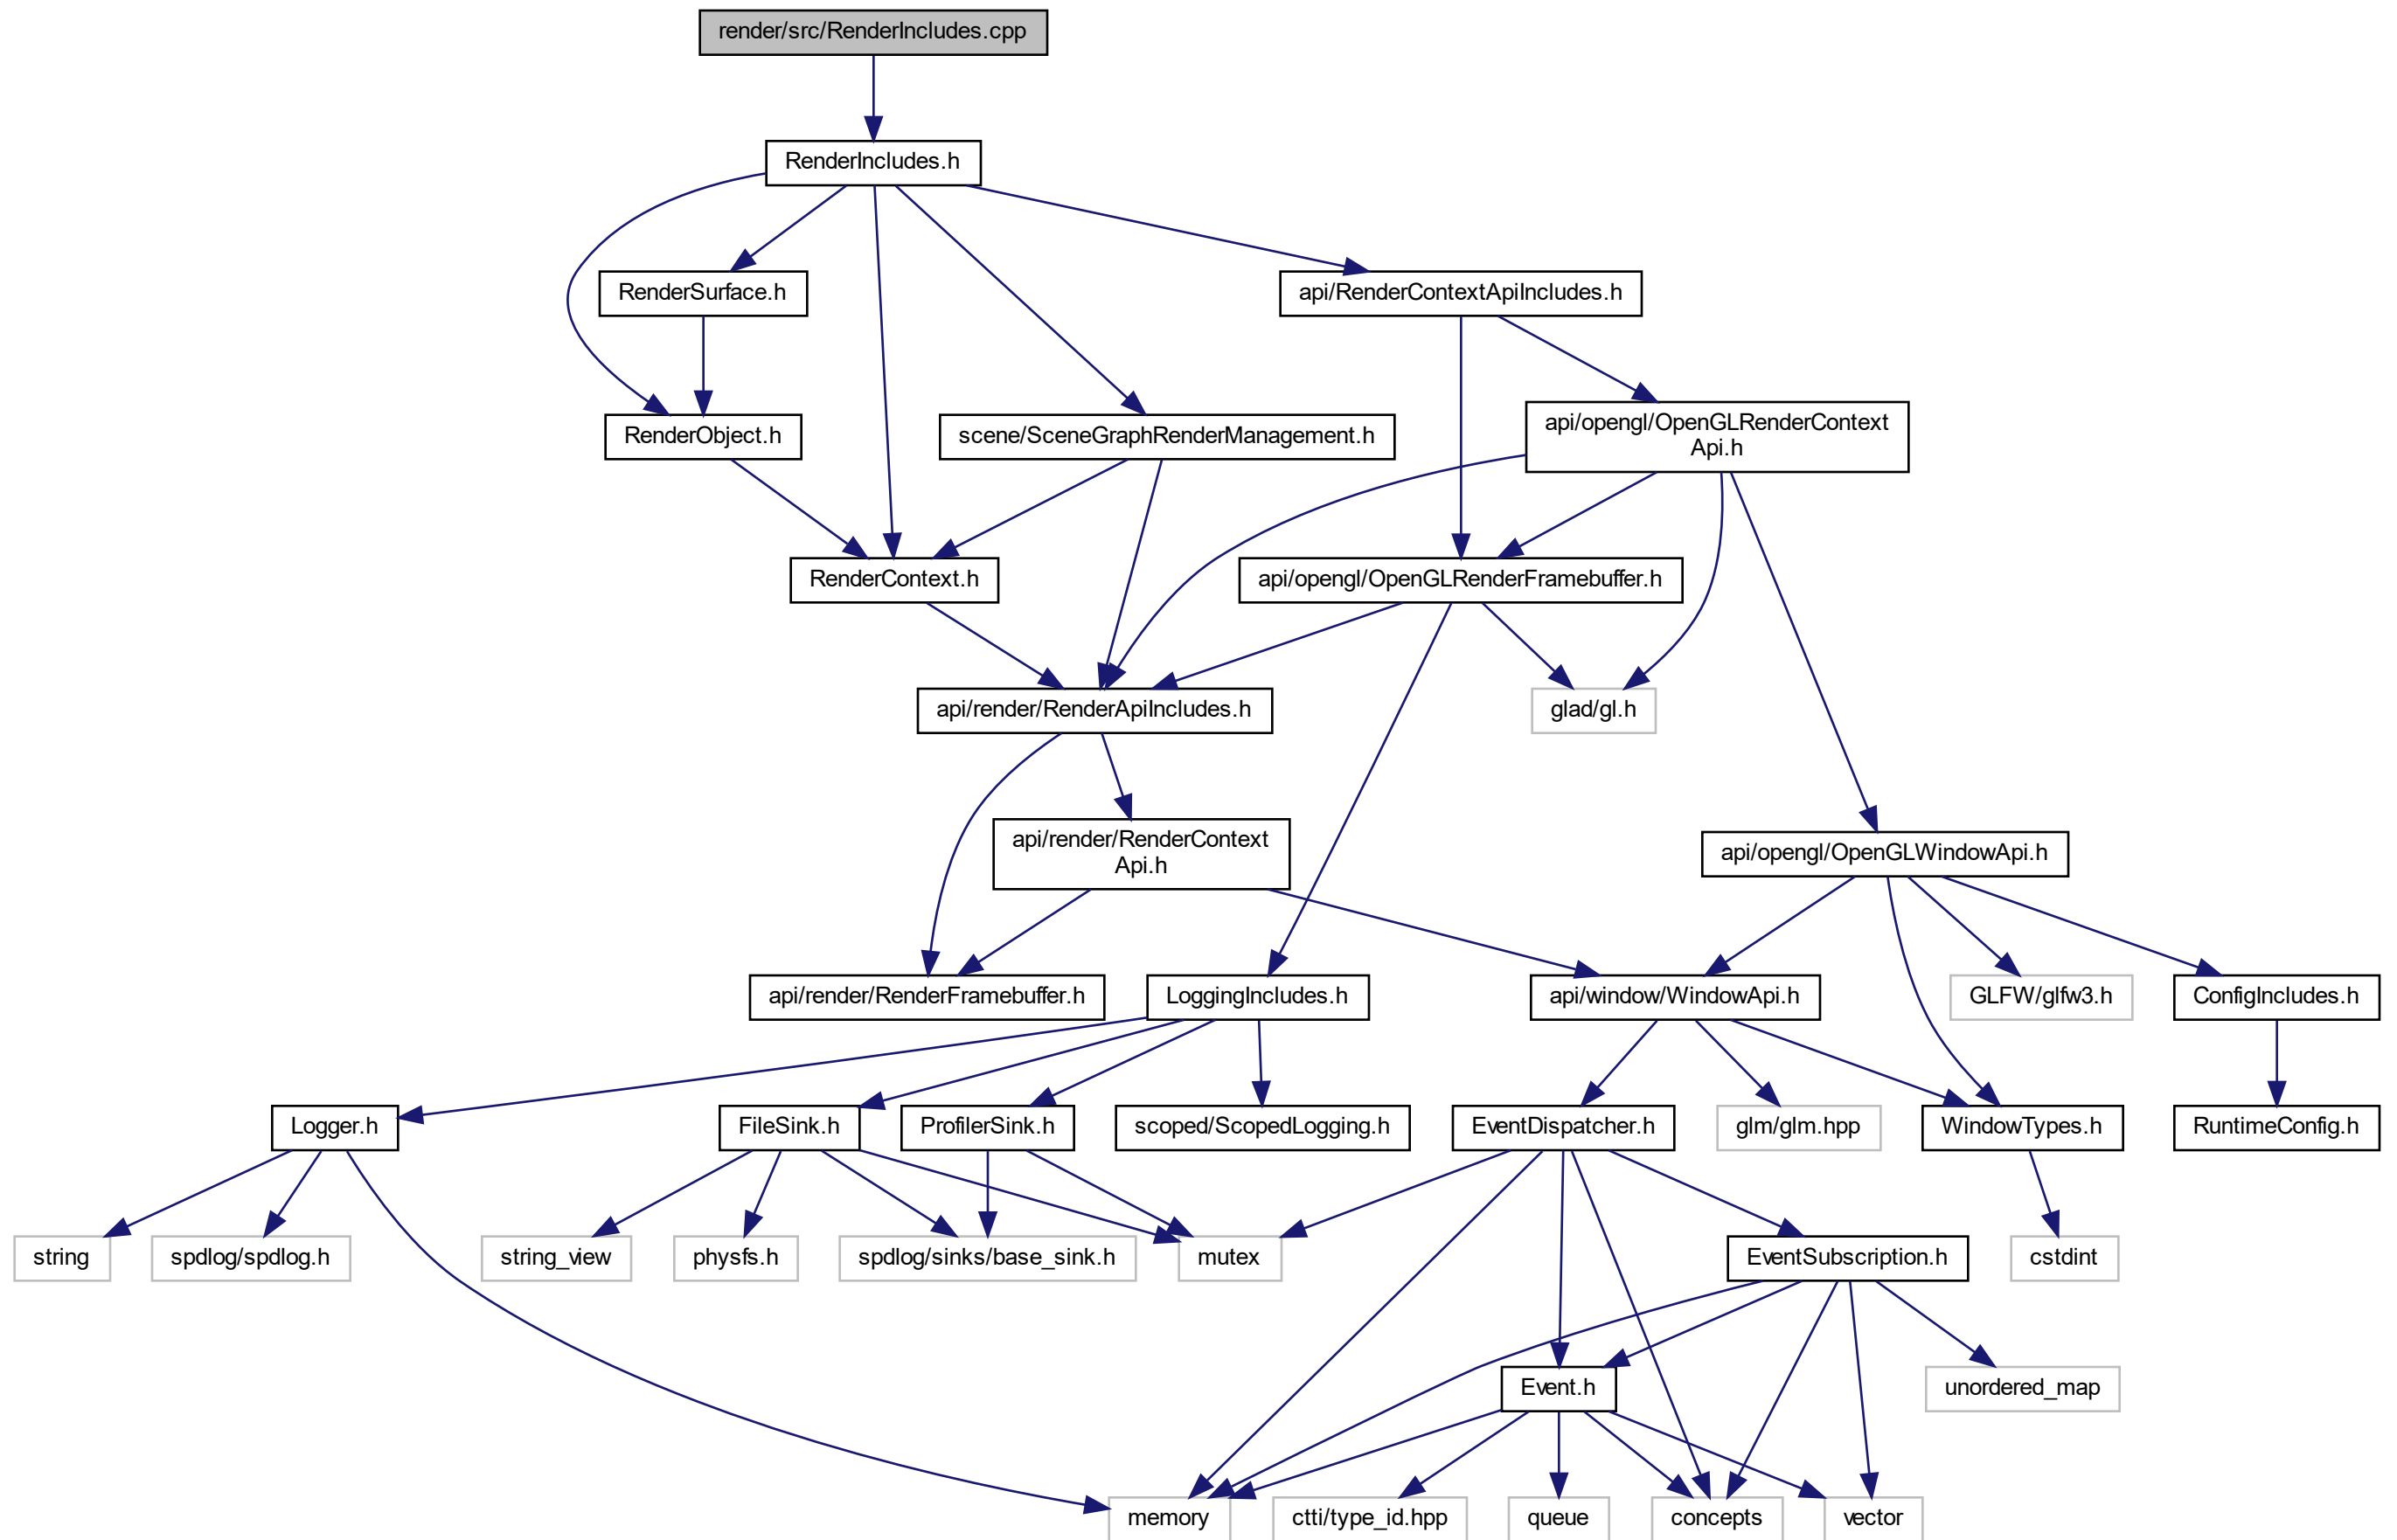 render/src/RenderIncludes.cpp
RenderIncludes.h
RenderSurface.h
api/RenderContextApiIncludes.h
RenderObject.h
scene/SceneGraphRenderManagement.h
api/opengl/OpenGLRenderContext
Api.h
RenderContext.h
api/opengl/OpenGLRenderFramebuffer.h
api/render/RenderApiIncludes.h
glad/gl.h
api/render/RenderContext
Api.h
api/opengl/OpenGLWindowApi.h
api/render/RenderFramebuffer.h
LoggingIncludes.h
api/window/WindowApi.h
GLFW/glfw3.h
ConfigIncludes.h
Logger.h
FileSink.h
ProfilerSink.h
scoped/ScopedLogging.h
EventDispatcher.h
glm/glm.hpp
WindowTypes.h
RuntimeConfig.h
string
spdlog/spdlog.h
string_view
physfs.h
spdlog/sinks/base_sink.h
mutex
EventSubscription.h
cstdint
Event.h
unordered_map
memory
ctti/type_id.hpp
queue
concepts
vector